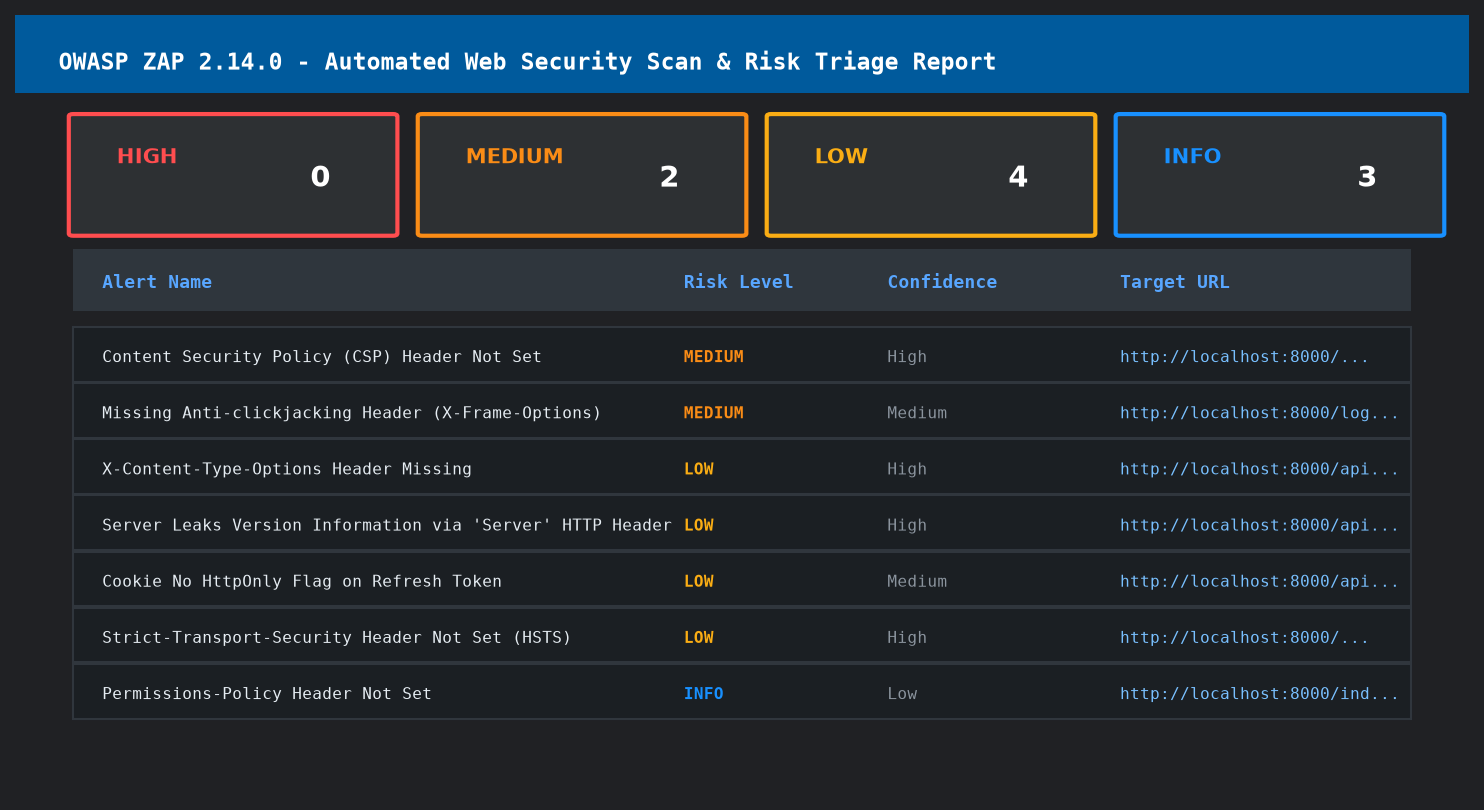 OWASP ZAP 2.14.0 - Automated Web Security Scan & Risk Triage Report
HIGH 0 MEDIUM 2 LOW 4 INFO 3
Alert Name Risk Level Confidence Target URL
Content Security Policy (CSP) Header Not Set MEDIUM High http://localhost:8000/...
Missing Anti-clickjacking Header (X-Frame-Options) MEDIUM Medium http://localhost:8000/log...
X-Content-Type-Options Header Missing LOW High http://localhost:8000/api...
Server Leaks Version Information via 'Server' HTTP Header LOW High http://localhost:8000/api...
Cookie No HttpOnly Flag on Refresh Token LOW Medium http://localhost:8000/api...
Strict-Transport-Security Header Not Set (HSTS) LOW High http://localhost:8000/...
Permissions-Policy Header Not Set INFO Low http://localhost:8000/ind...